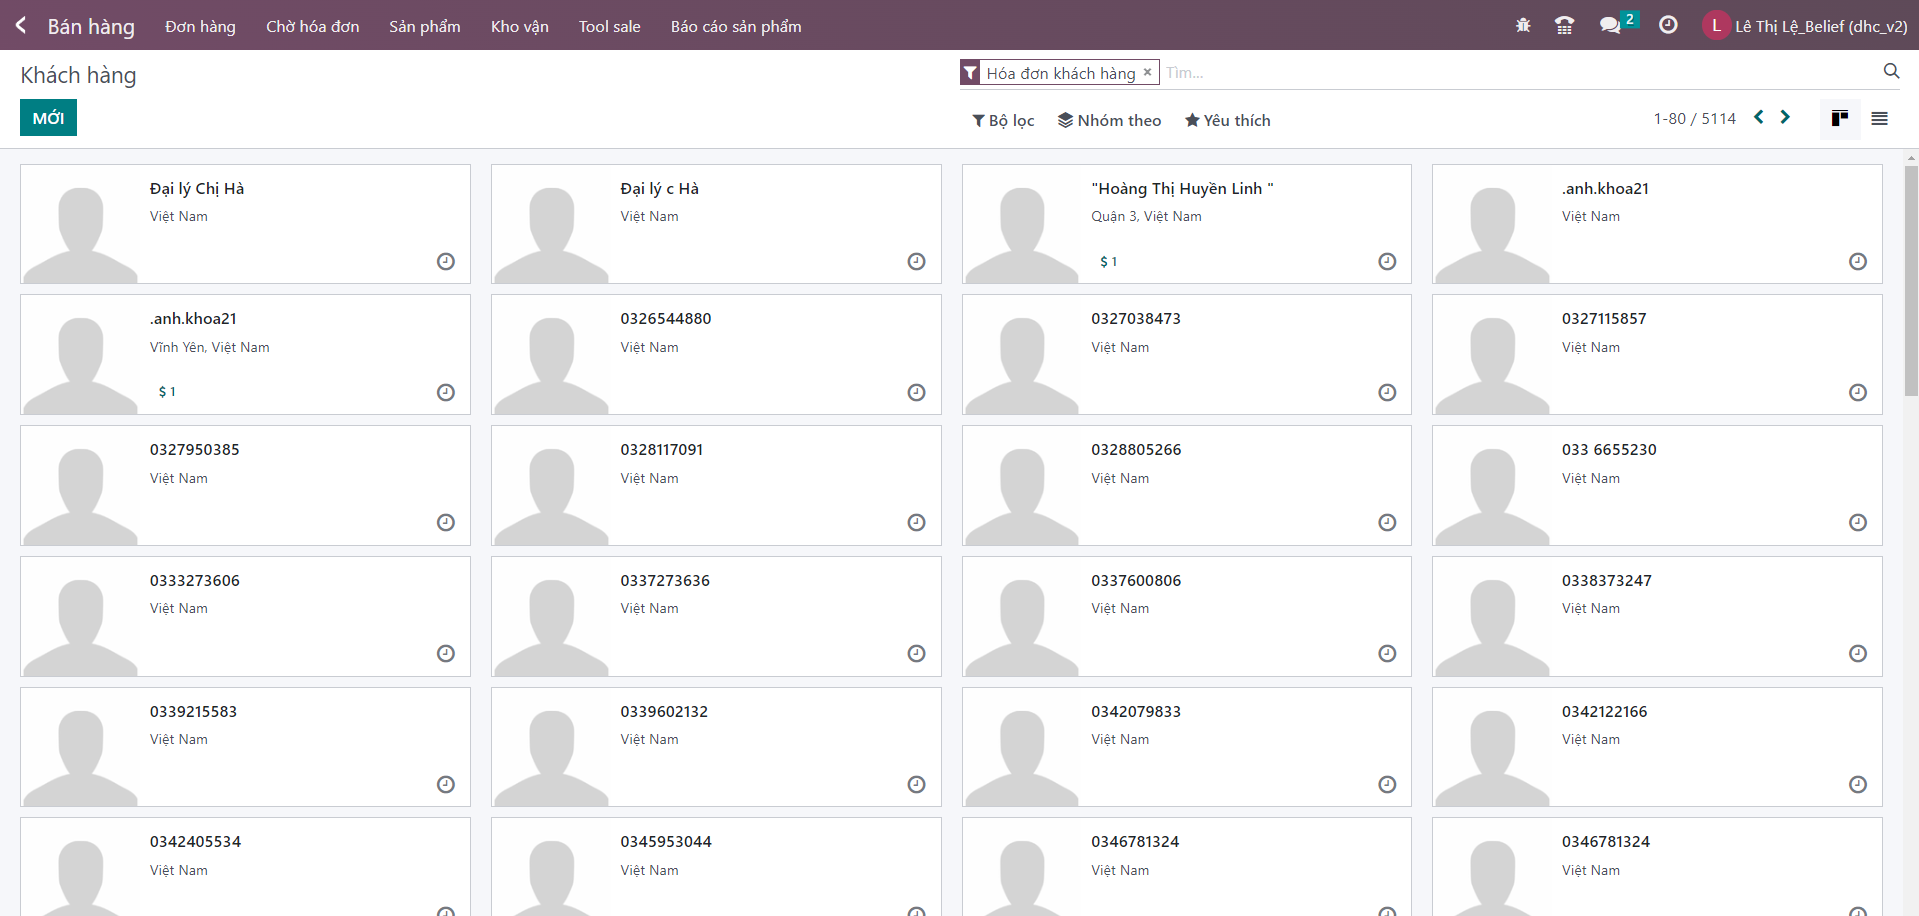 Bán hàng Đơn hàng Chờ hóa đơn Sản phẩm Kho vận Tool sale Báo cáo sản phẩm 2 L Lê Thị Lệ_Belief (dhc_v2)
Khách hàng
Hóa đơn khách hàng × Tìm...
MỚI
Bộ lọc Nhóm theo Yêu thích 1-80 / 5114
Đại lý Chị Hà
Việt Nam
Đại lý c Hà
Việt Nam
"Hoàng Thị Huyền Linh "
Quận 3, Việt Nam
$ 1
.anh.khoa21
Việt Nam
.anh.khoa21
Vĩnh Yên, Việt Nam
$ 1
0326544880
Việt Nam
0327038473
Việt Nam
0327115857
Việt Nam
0327950385
Việt Nam
0328117091
Việt Nam
0328805266
Việt Nam
033 6655230
Việt Nam
0333273606
Việt Nam
0337273636
Việt Nam
0337600806
Việt Nam
0338373247
Việt Nam
0339215583
Việt Nam
0339602132
Việt Nam
0342079833
Việt Nam
0342122166
Việt Nam
0342405534
Việt Nam
0345953044
Việt Nam
0346781324
Việt Nam
0346781324
Việt Nam